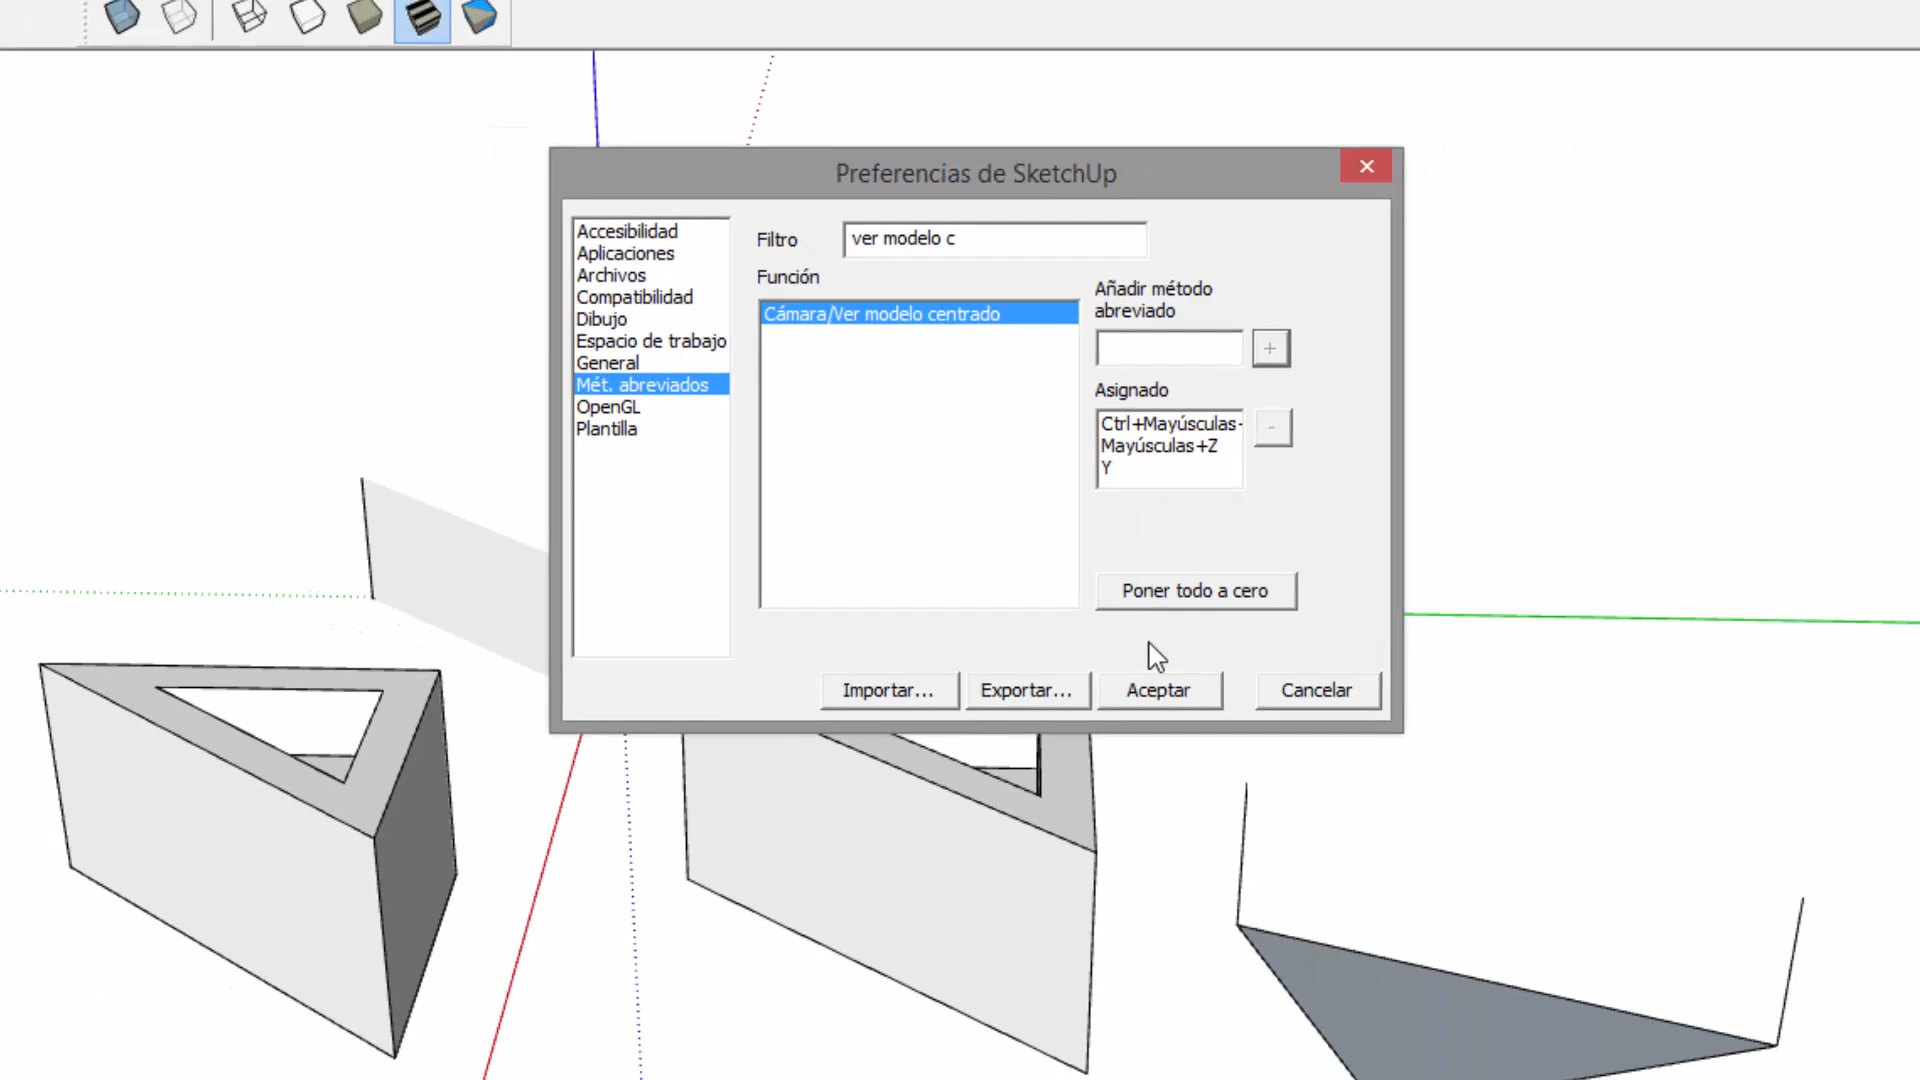 Preferencias de SketchUp
Accesibilidad
Aplicaciones
Archivos
Compatibilidad
Dibujo
Espacio de trabajo
General
Mét. abreviados
OpenGL
Plantilla
Filtro
ver modelo c
Función
Cámara/Ver modelo centrado
Añadir método
abreviado
+
Asignado
Ctrl+Mayúsculas-
Mayúsculas+Z
Y
-
Poner todo a cero
Importar...
Exportar...
Aceptar
Cancelar